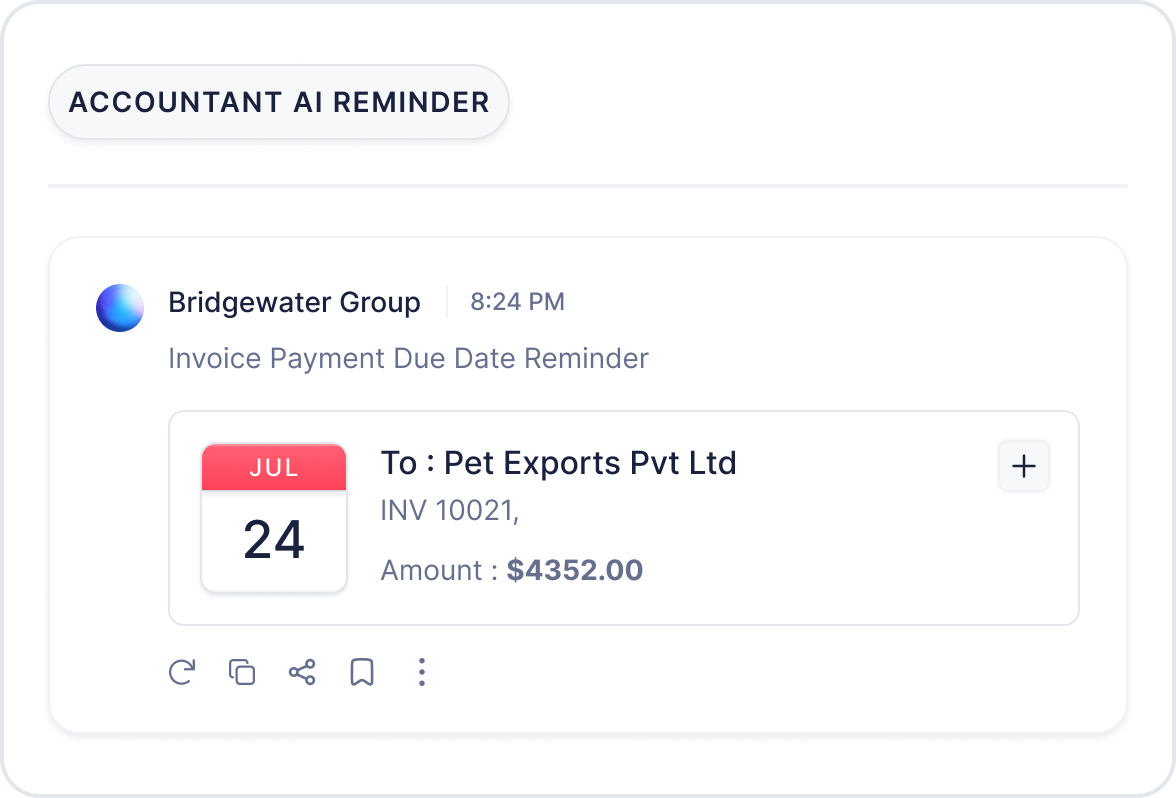 ACCOUNTANT AI REMINDER
Bridgewater Group
8:24 PM
Invoice Payment Due Date Reminder
JUL
24
To : Pet Exports Pvt Ltd
INV 10021,
Amount : $4352.00